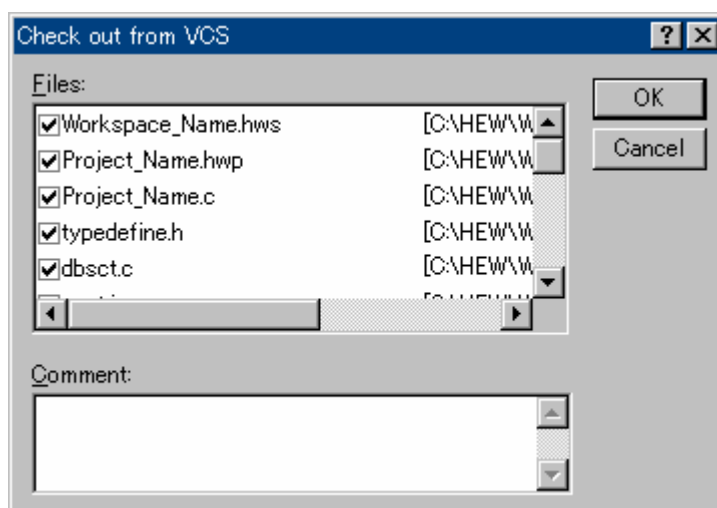 Check out from VCS
Files:
Workspace_Name.hws [C:\HEW\W
OK
Project_Name.hwp [C:\HEW\W
Cancel
Project_Name.c [C:\HEW\W
typedefine.h [C:\HEW\W
dbsct.c [C:\HEW\W
Comment: